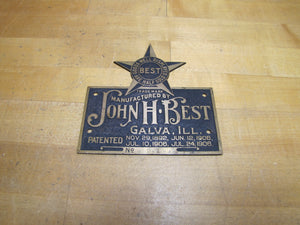 BEST
TRADE MARK
MANUFACTURED BY
JOHN H. BEST
GALVA, ILL.
PATENTED NOV. 29, 1892, JUN. 12, 1906,
JUL. 10, 1906, JUL. 24, 1906.
No